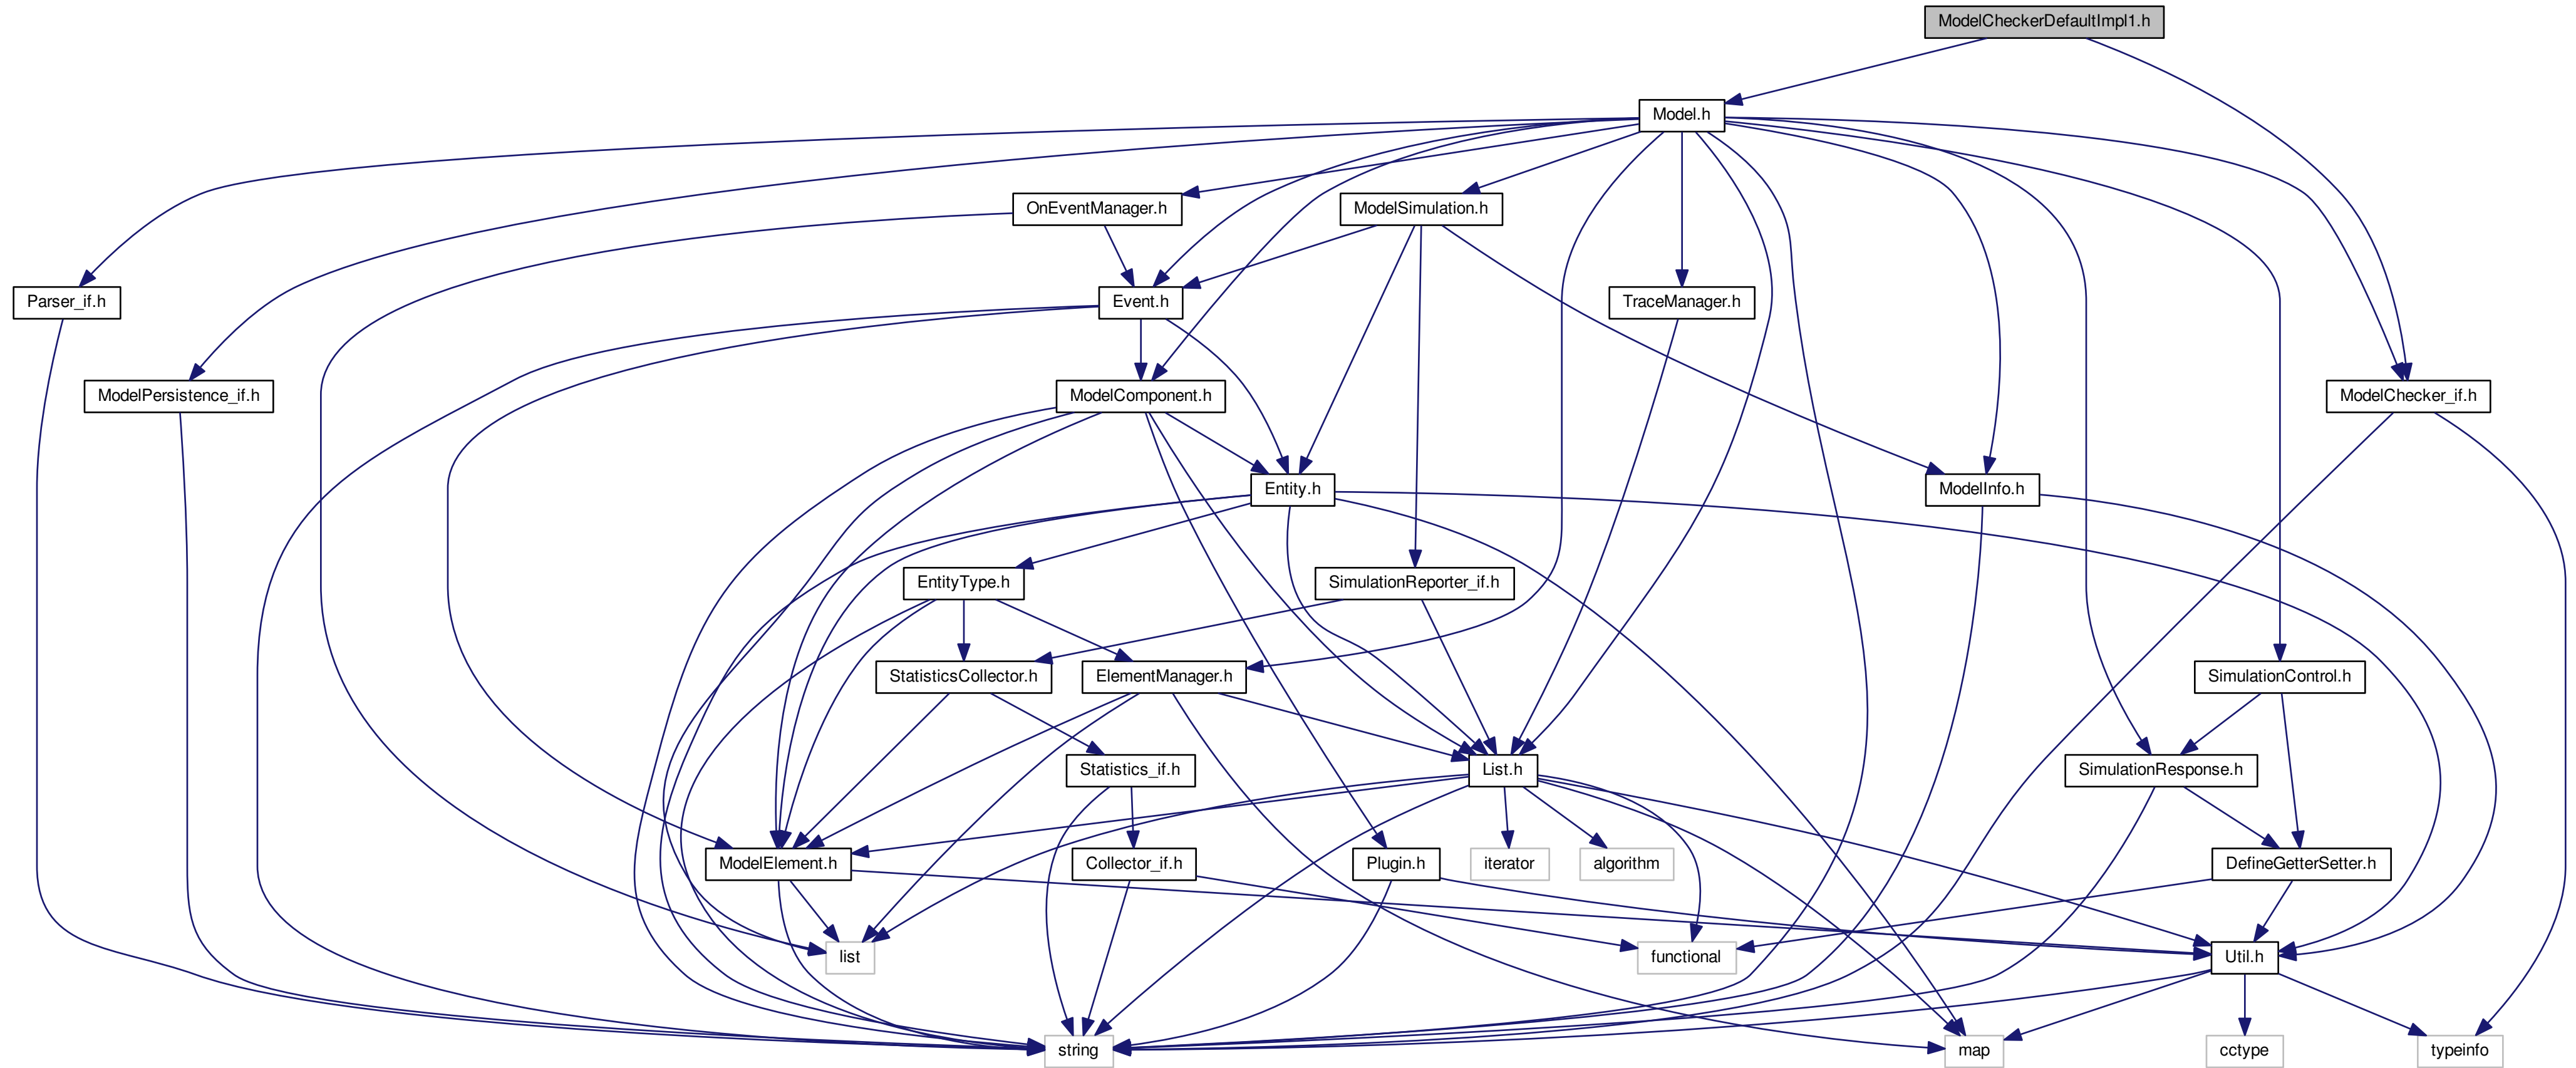 ModelCheckerDefaultImpl1.h
Model.h
OnEventManager.h
ModelSimulation.h
Parser_if.h
Event.h
TraceManager.h
ModelPersistence_if.h
ModelComponent.h
ModelChecker_if.h
Entity.h
ModelInfo.h
EntityType.h
SimulationReporter_if.h
StatisticsCollector.h
ElementManager.h
SimulationControl.h
Statistics_if.h
List.h
SimulationResponse.h
ModelElement.h
Collector_if.h
Plugin.h
iterator
algorithm
DefineGetterSetter.h
list
functional
Util.h
string
map
cctype
typeinfo